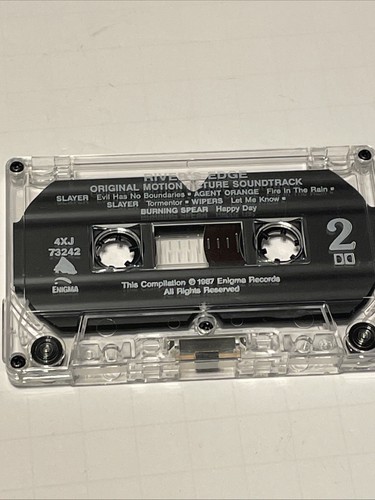 RIVER'S EDGE
ORIGINAL MOTION PICTURE SOUNDTRACK
SLAYER Evil Has No Boundaries • AGENT ORANGE Fire In The Rain •
SLAYER Tormentor • WIPERS Let Me Know •
BURNING SPEAR Happy Day
4XJ
73242
2
ENIGMA
This Compilation ℗ 1987 Enigma Records
All Rights Reserved